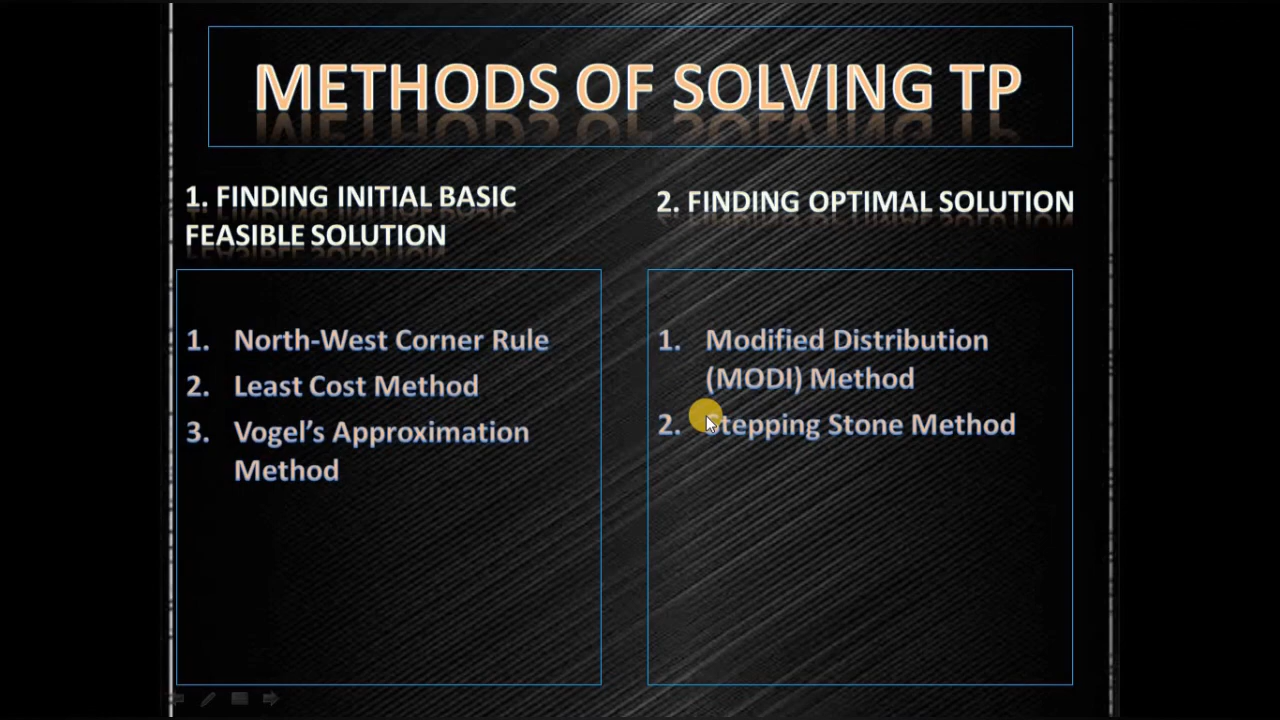 METHODS OF SOLVING TP
1. FINDING INITIAL BASIC
FEASIBLE SOLUTION
1. North-West Corner Rule
2. Least Cost Method
3. Vogel’s Approximation
Method
2. FINDING OPTIMAL SOLUTION
1. Modified Distribution
(MODI) Method
2. Stepping Stone Method